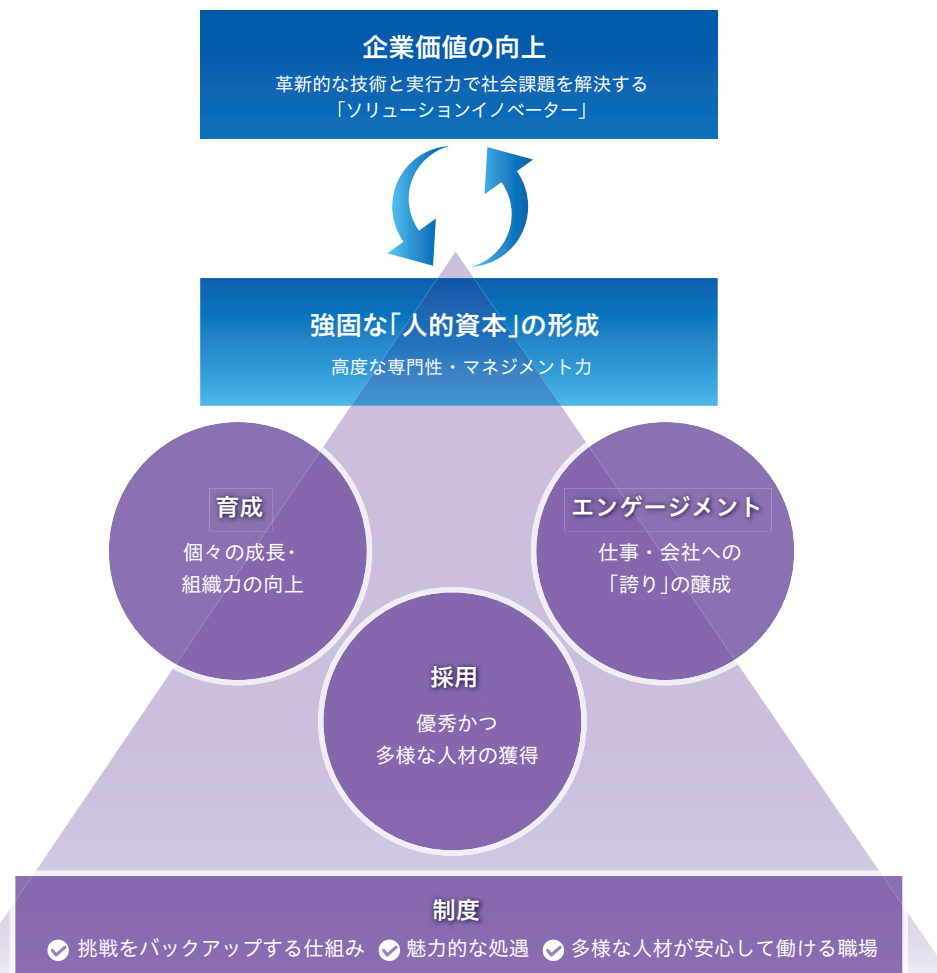 企業価値の向上
革新的な技術と実行力で社会課題を解決する
「ソリューションイノベーター」
強固な「人的資本」の形成
高度な専門性・マネジメント力
育成
個々の成長・
組織力の向上
エンゲージメント
仕事・会社への
「誇り」の醸成
採用
優秀かつ
多様な人材の獲得
制度
挑戦をバックアップする仕組み 魅力的な処遇 多様な人材が安心して働ける職場